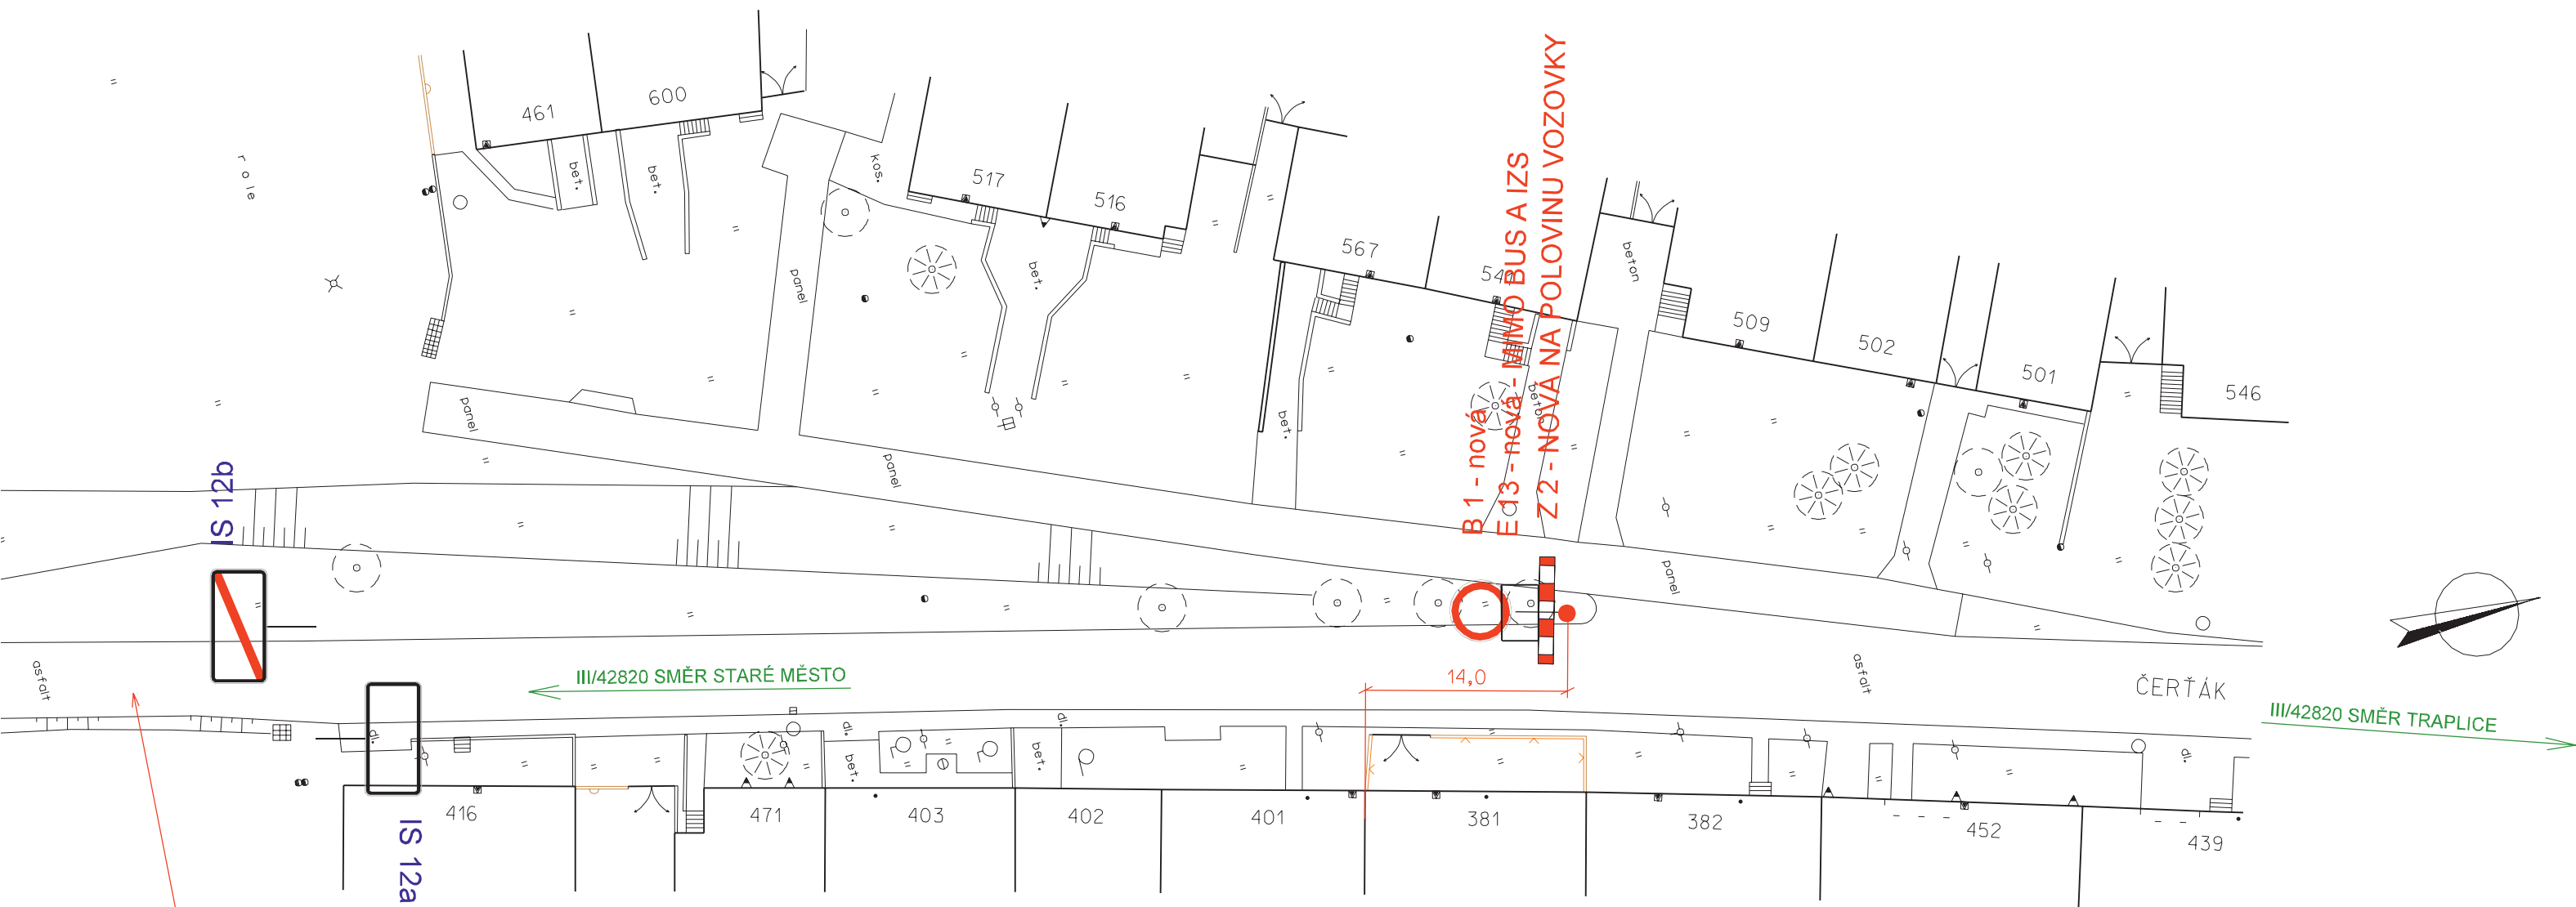 461
600
517
516
567
509
502
501
546
r o l e
bet.
bet.
kos.
panel
bet.
beton
panel
panel
bet.
panel
B 1 - nová
E 13 - nová - MIMO BUS A IZS
Z 2 - NOVÁ NA POLOVINU VOZOVKY
IS 12b
asfalt
III/42820 SMĚR STARÉ MĚSTO
14,0
asfalt
ČERŤÁK
III/42820 SMĚR TRAPLICE
dl.
dl.
dl.
dl.
bet.
bet.
416
471
403
402
401
381
382
452
439
IS 12a